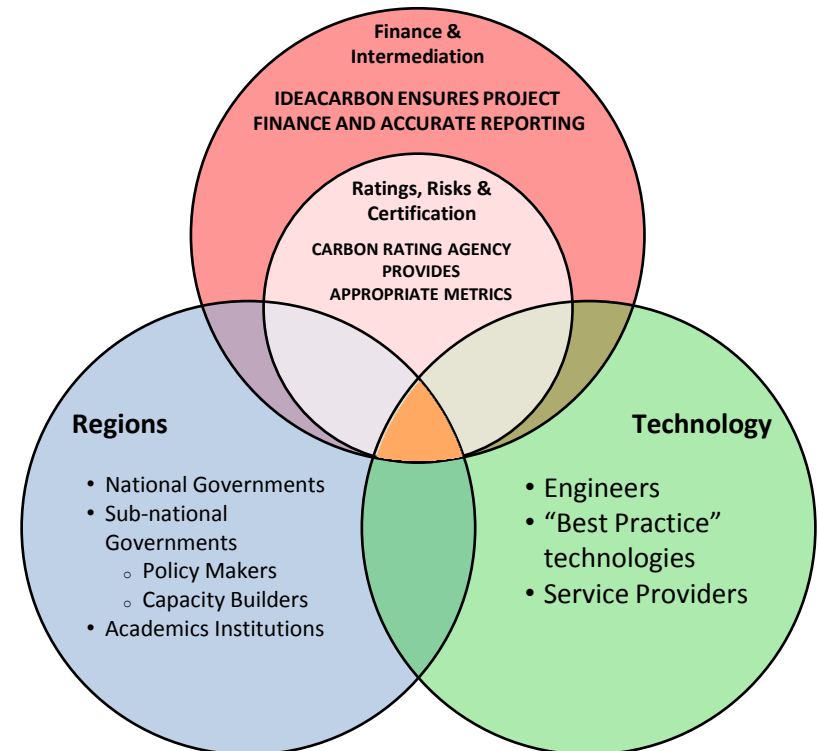 Finance &
Intermediation
IDEACARBON ENSURES PROJECT
FINANCE AND ACCURATE REPORTING
Ratings, Risks &
Certification
CARBON RATING AGENCY
PROVIDES
APPROPRIATE METRICS
Regions
• National Governments
• Sub-national
Governments
○ Policy Makers
○ Capacity Builders
• Academics Institutions
Technology
• Engineers
• “Best Practice”
technologies
• Service Providers